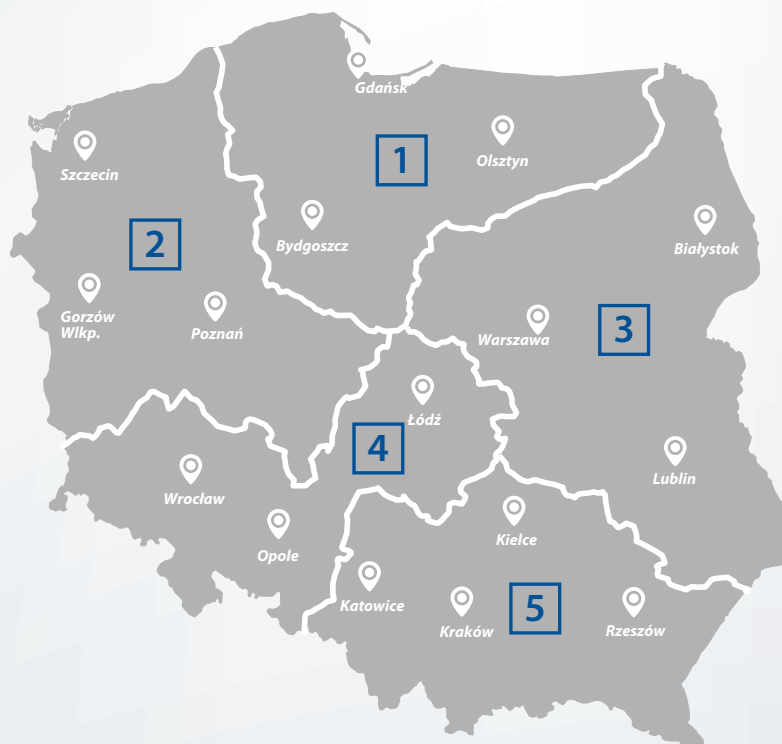 Gdańsk
1
Olsztyn
Szczecin
Bydgoszcz
2
Białystok
Gorzów
Wlkp.
Poznań
Warszawa
3
Łódź
4
Wrocław
Lublin
Opole
Kielce
Katowice
Kraków
5
Rzeszów